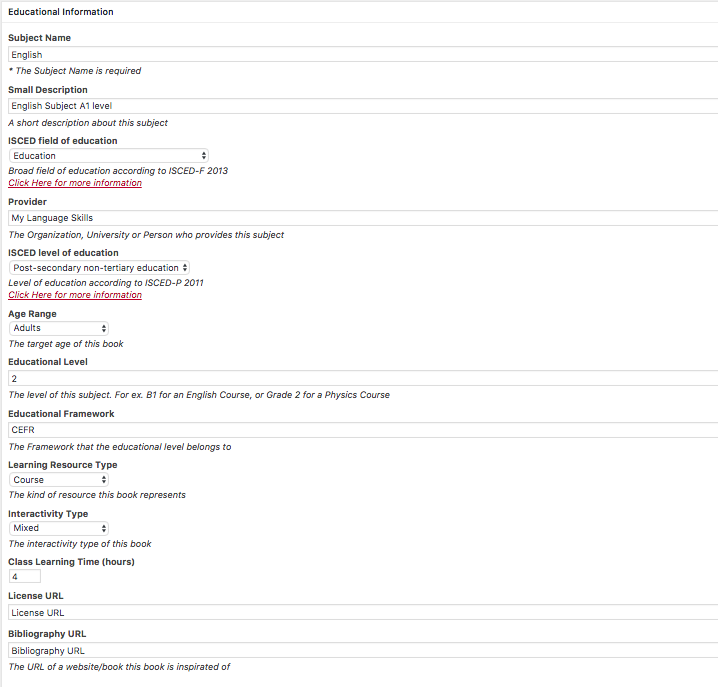 Educational Information
Subject Name
English
* The Subject Name is required
Small Description
English Subject A1 level
A short description about this subject
ISCED field of education
Education
Broad field of education according to ISCED-F 2013
Click Here for more information
Provider
My Language Skills
The Organization, University or Person who provides this subject
ISCED level of education
Post-secondary non-tertiary education
Level of education according to ISCED-P 2011
Click Here for more information
Age Range
Adults
The target age of this book
Educational Level
2
The level of this subject. For ex. B1 for an English Course, or Grade 2 for a Physics Course
Educational Framework
CEFR
The Framework that the educational level belongs to
Learning Resource Type
Course
The kind of resource this book represents
Interactivity Type
Mixed
The interactivity type of this book
Class Learning Time (hours)
4
License URL
License URL
Bibliography URL
Bibliography URL
The URL of a website/book this book is inspirated of